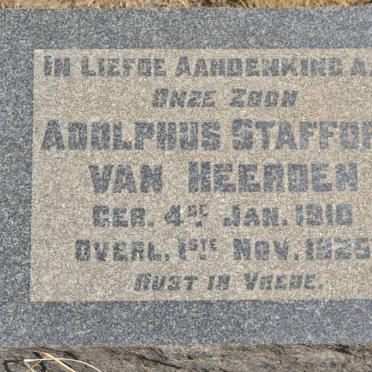 IN LIEFDE AANDENKING A
ONZE ZOON
ADOLPHUS STAFFOR
VAN HEERDEN
GEB. 4DE JAN. 1910
OVERL. 1STE NOV. 1925
RUST IN VREDE.